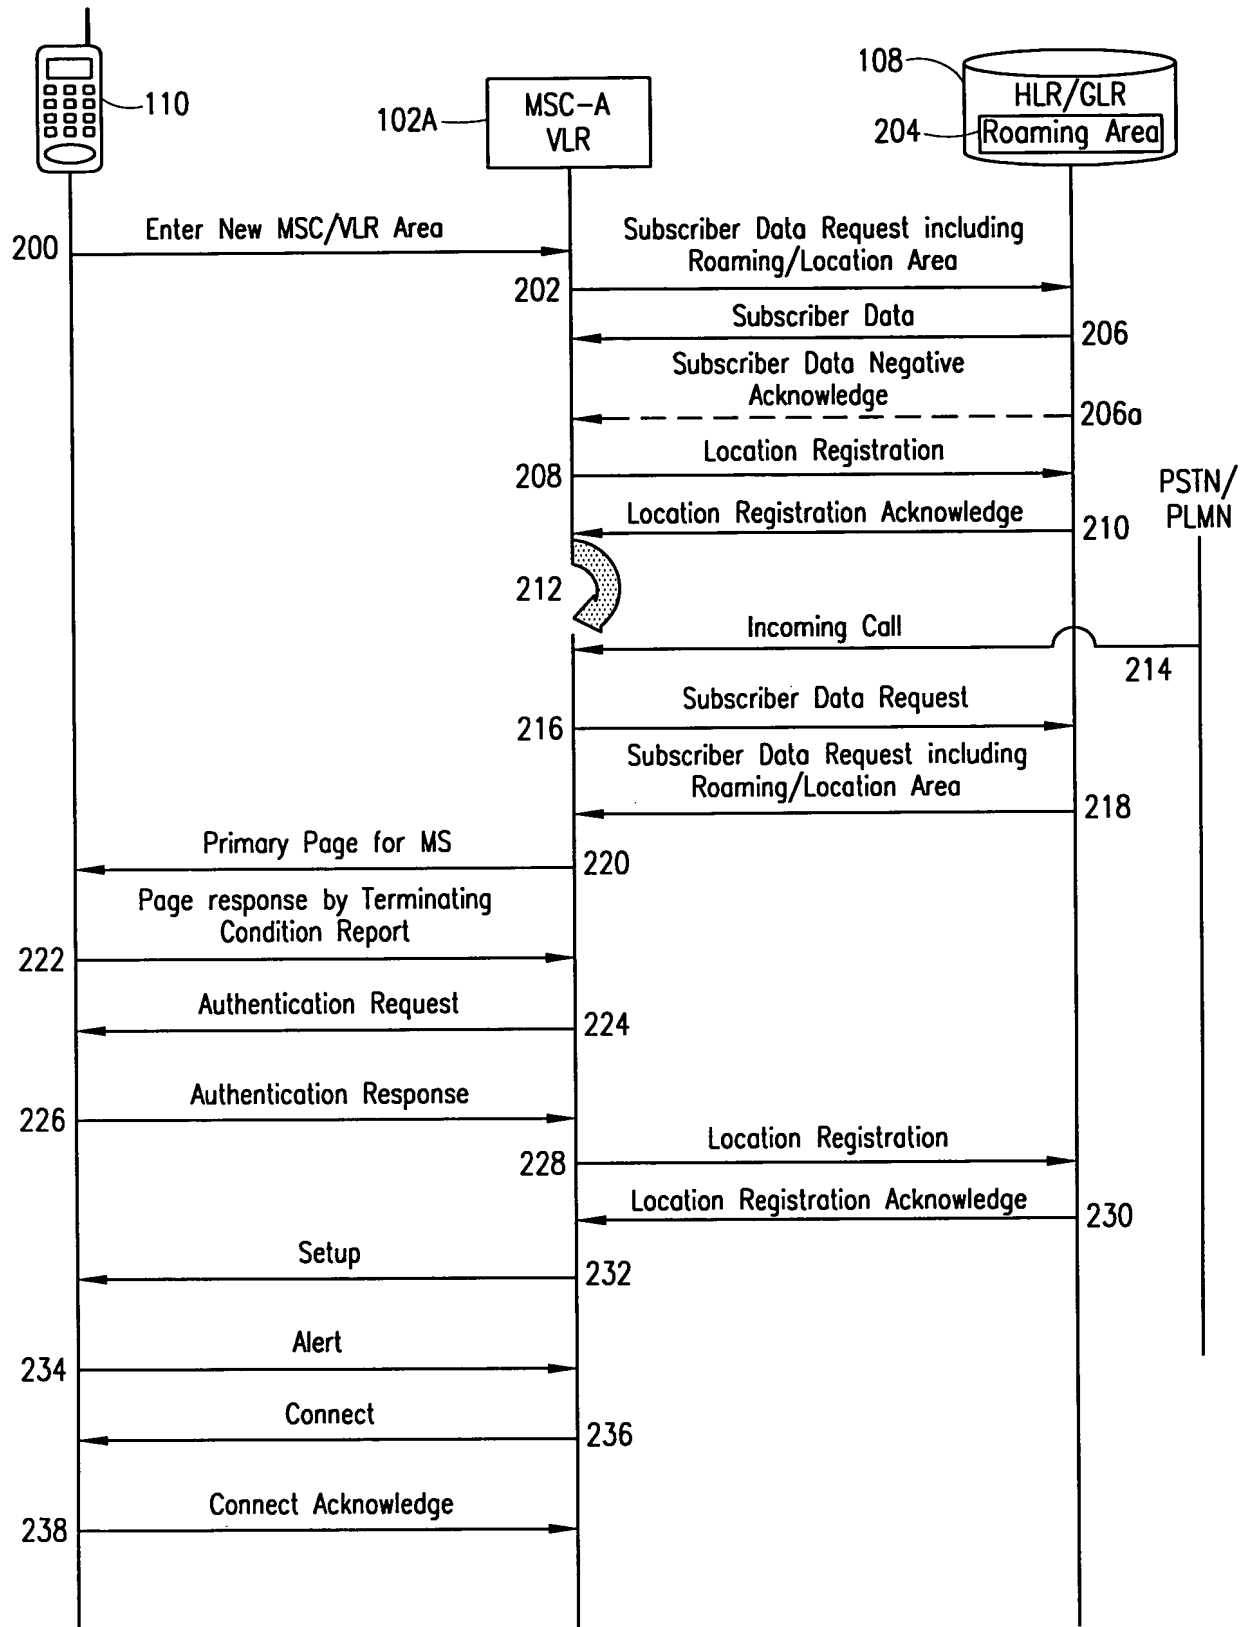 110
102A
MSC-A
VLR
108
HLR/GLR
204
Roaming Area
200
Enter New MSC/VLR Area
Subscriber Data Request including
Roaming/Location Area
202
Subscriber Data
206
Subscriber Data Negative
Acknowledge
206a
Location Registration
208
PSTN/
PLMN
Location Registration Acknowledge
210
212
Incoming Call
214
Subscriber Data Request
216
Subscriber Data Request including
Roaming/Location Area
218
Primary Page for MS
220
Page response by Terminating
Condition Report
222
Authentication Request
224
Authentication Response
226
Location Registration
228
Location Registration Acknowledge
230
Setup
232
Alert
234
Connect
236
Connect Acknowledge
238